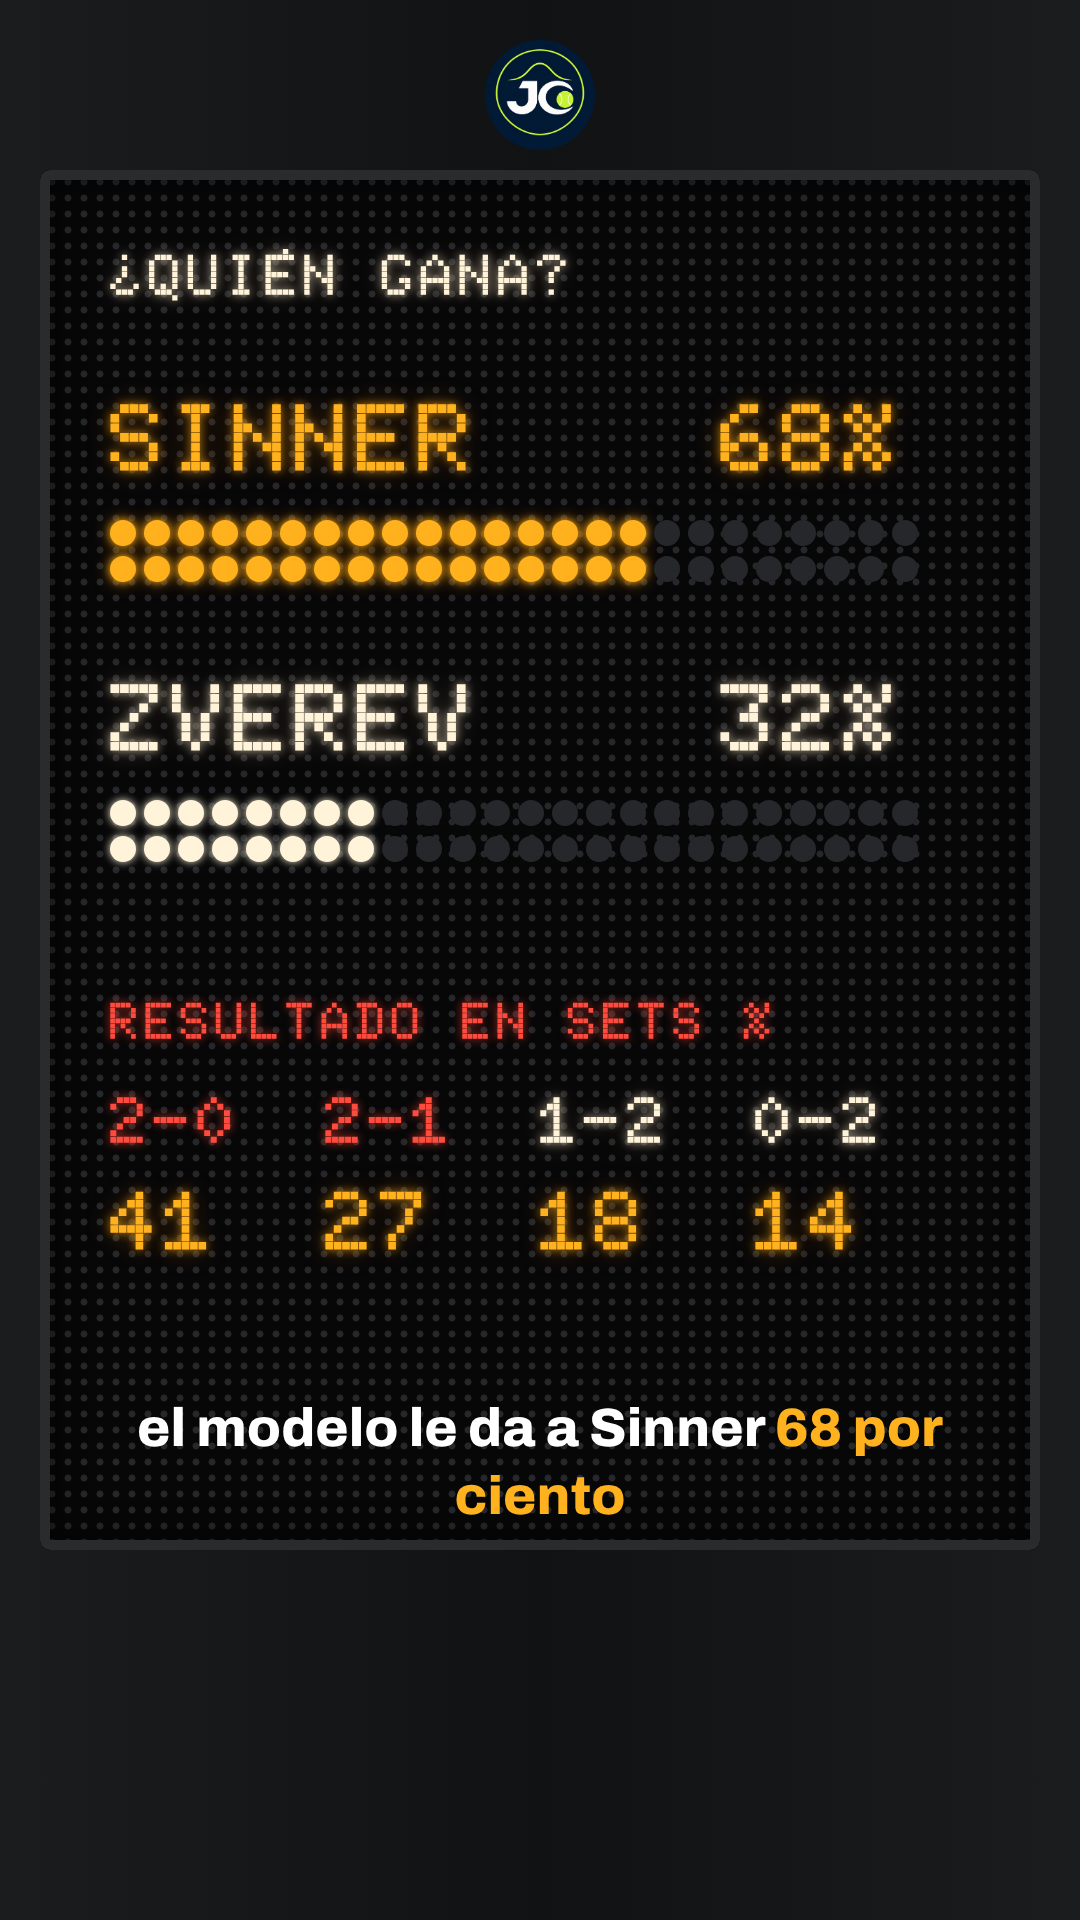 JC
¿QUIÉN GANA?
SINNER 68%
ZVEREV 32%
RESULTADO EN SETS %
2-0 2-1 1-2 0-2
41 27 18 14
el modelo le da a Sinner 68 por
ciento